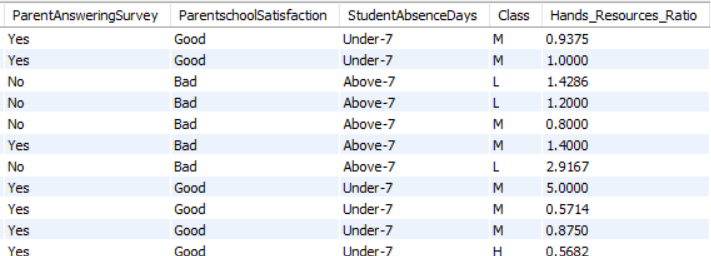 ParentAnsweringSurvey ParentschoolSatisfaction StudentAbsenceDays Class Hands_Resources_Ratio
Yes Good Under-7 M 0.9375
Yes Good Under-7 M 1.0000
No Bad Above-7 L 1.4286
No Bad Above-7 L 1.2000
No Bad Above-7 M 0.8000
Yes Bad Above-7 M 1.4000
No Bad Above-7 L 2.9167
Yes Good Under-7 M 5.0000
Yes Good Under-7 M 0.5714
Yes Good Under-7 M 0.8750
Yes Good Under-7 H 0.5682